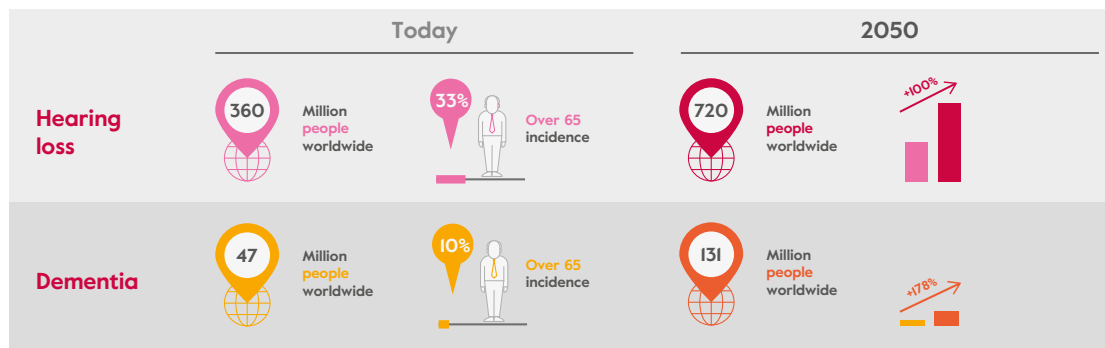 Today
2050
Hearing
loss
360
Million
people
worldwide
33%
Over 65
incidence
720
Million
people
worldwide
+100%
Dementia
47
Million
people
worldwide
10%
Over 65
incidence
131
Million
people
worldwide
+178%